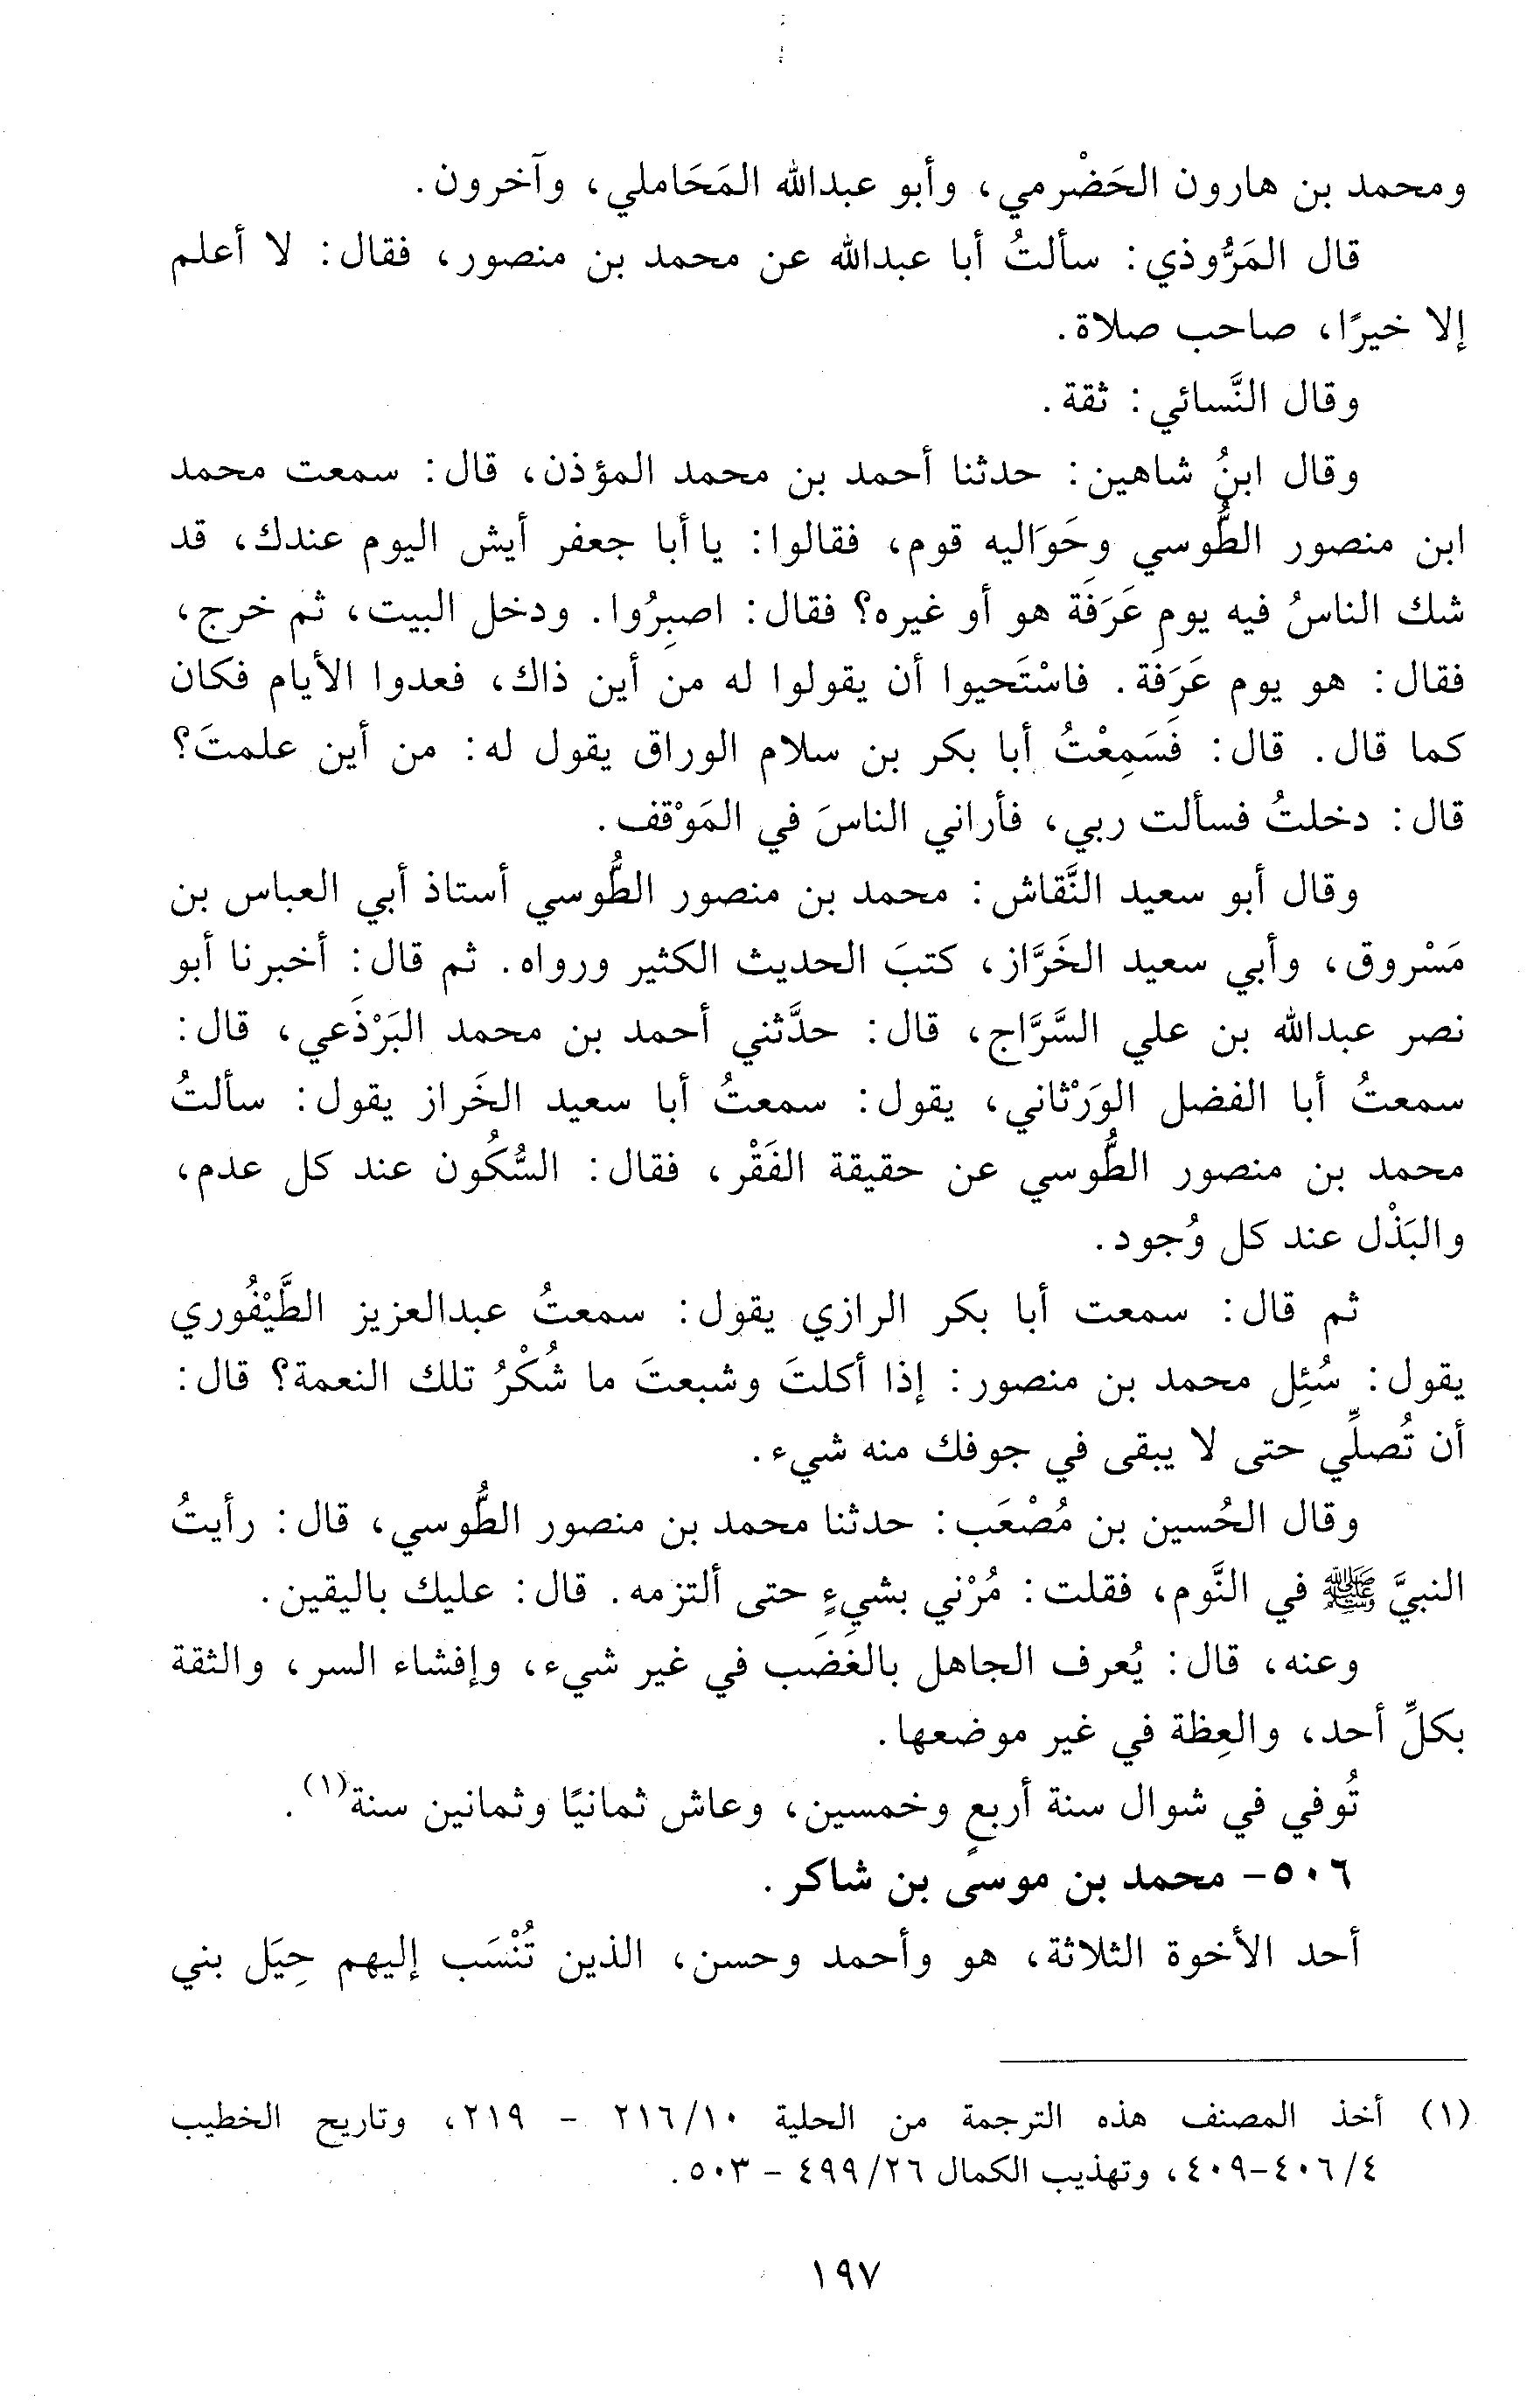 ومحمد بن هارون الحَضْرمي، وأبو عبدالله المَحَاملي، وآخرون.
قال المَرُّوذي: سألتُ أبا عبدالله عن محمد بن منصور، فقال: لا أعلم
إلا خيرًا، صاحب صلاة.
وقال النَّسائي: ثقة.
وقال ابنُ شاهين: حدثنا أحمد بن محمد المؤذن، قال: سمعت محمد
ابن منصور الطُّوسي وحَوَاليه قوم، فقالوا: يا أبا جعفر أيش اليوم عندك، قد
شك الناسُ فيه يومِ عَرَفَة هو أو غيره؟ فقال: اصبِرُوا. ودخل البيت، ثم خرج،
فقال: هو يوم عَرَفة. فاسْتَحيوا أن يقولوا له من أين ذاك، فعدوا الأيام فكان
كما قال. قال: فَسَمِعْتُ أبا بكر بن سلام الوراق يقول له: من أين علمتَ؟
قال: دخلتُ فسألت ربي، فأراني الناسَ في المَوْقف.
وقال أبو سعيد النَّقاش: محمد بن منصور الطُّوسي أستاذ أبي العباس بن
مَسْروق، وأبي سعيد الخَرَّاز، كتبَ الحديث الكثير ورواه. ثم قال: أخبرنا أبو
نصر عبدالله بن علي السَّرَّاج، قال: حدَّثني أحمد بن محمد البَرْذَعي، قال:
سمعتُ أبا الفضل الوَرْثاني، يقول: سمعتُ أبا سعيد الخَراز يقول: سألتُ
محمد بن منصور الطُّوسي عن حقيقة الفَقْر، فقال: السُّكُون عند كل عدم،
والبَذْل عند كل وُجود.
ثم قال: سمعت أبا بكر الرازي يقول: سمعتُ عبدالعزيز الطَّيْفُوري
يقول: سُئِل محمد بن منصور: إذا أكلتَ وشبعتَ ما شُكْرُ تلك النعمة؟ قال:
أن تُصلِّي حتى لا يبقى في جوفك منه شيء.
وقال الحُسين بن مُصْعَب: حدثنا محمد بن منصور الطُّوسي، قال: رأيتُ
النبيَّ ﷺ في النَّوم، فقلت: مُرْني بشيءٍ حتى ألتزمه. قال: عليك باليقين.
وعنه، قال: يُعرف الجاهل بالغضَب في غير شيء، وإفشاء السر، والثقة
بكلِّ أحد، والعِظة في غير موضعها.
تُوفي في شوال سنة أربعٍ وخمسين، وعاش ثمانيًا وثمانين سنة(١).
٥٠٦- محمد بن موسى بن شاكر.
أحد الأخوة الثلاثة، هو وأحمد وحسن، الذين تُنْسَب إليهم حِيَل بني
(١) أخذ المصنف هذه الترجمة من الحلية ٢١٦/١٠ - ٢١٩، وتاريخ الخطيب
٤/ ٤٠٦-٤٠٩، وتهذيب الكمال ٤٩٩/٢٦ - ٥٠٣.
١٩٧